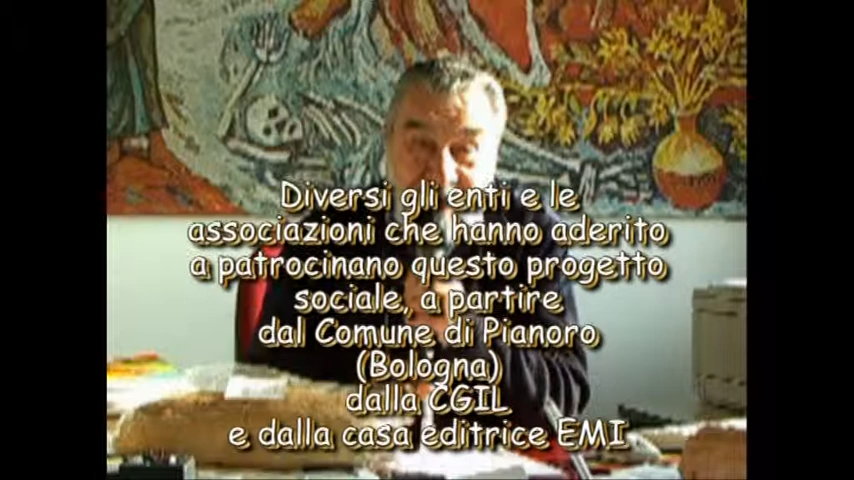 Diversi gli enti e le
associazioni che hanno aderito
a patrocinano questo progetto
sociale, a partire
dal Comune di Pianoro
(Bologna)
dalla CGIL
e dalla casa editrice EMI